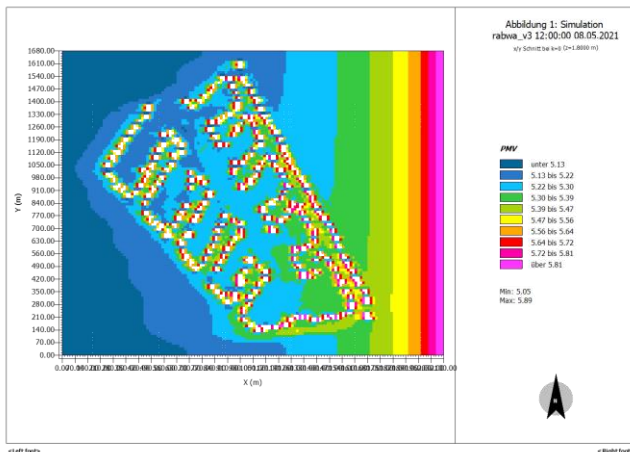 Abbildung 1: Simulation
rabwa_v3 12:00:00 08.05.2021
x/y Schnitt bei k=0 (z=1.8000 m)
1680.00
1610.00
1540.00
1470.00
1400.00
1330.00
1260.00
1190.00
1120.00
1050.00
980.00
910.00
840.00
770.00
700.00
630.00
560.00
490.00
420.00
350.00
280.00
210.00
140.00
70.00
0.00
Y (m)
X (m)
PMV
unter 5.13
5.13 bis 5.22
5.22 bis 5.30
5.30 bis 5.39
5.39 bis 5.47
5.47 bis 5.56
5.56 bis 5.64
5.64 bis 5.72
5.72 bis 5.81
über 5.81
Min: 5.05
Max: 5.89
<Left foot>
<Right foot